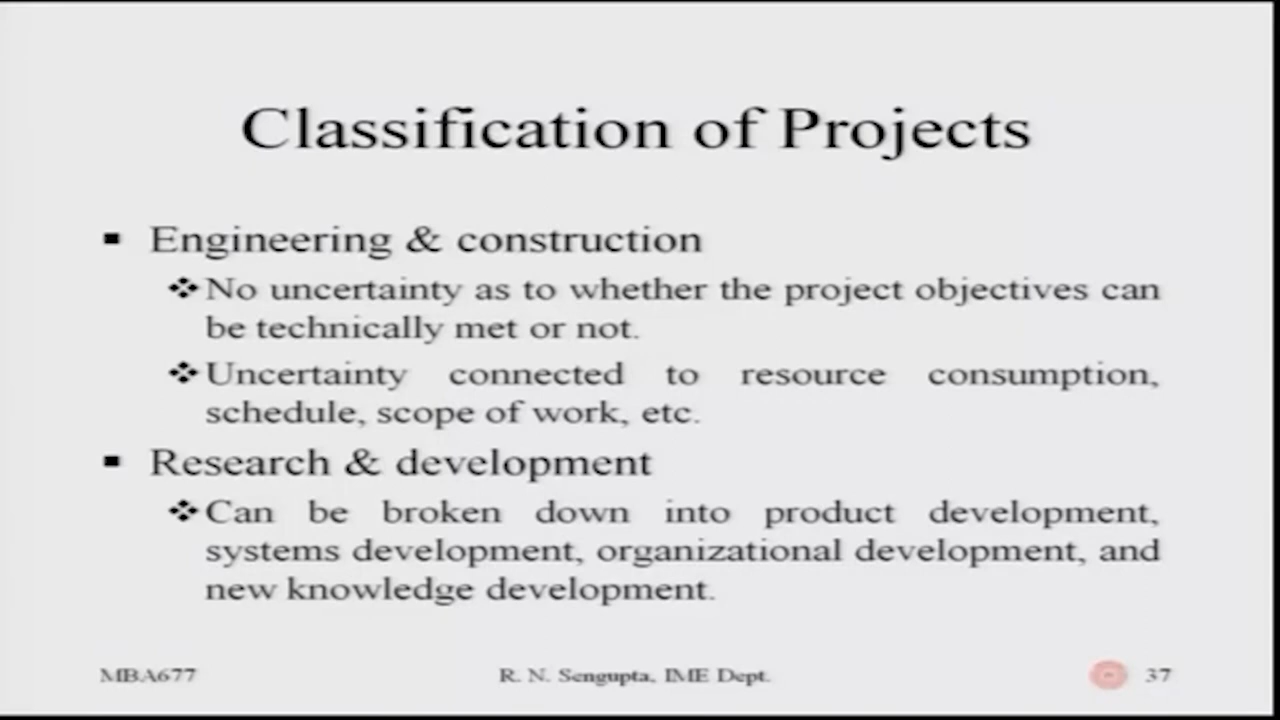 Classification of Projects
▪ Engineering & construction
❖ No uncertainty as to whether the project objectives can
be technically met or not.
❖ Uncertainty connected to resource consumption,
schedule, scope of work, etc.
▪ Research & development
❖ Can be broken down into product development,
systems development, organizational development, and
new knowledge development.
MBA677 R. N. Sengupta, IME Dept. 37